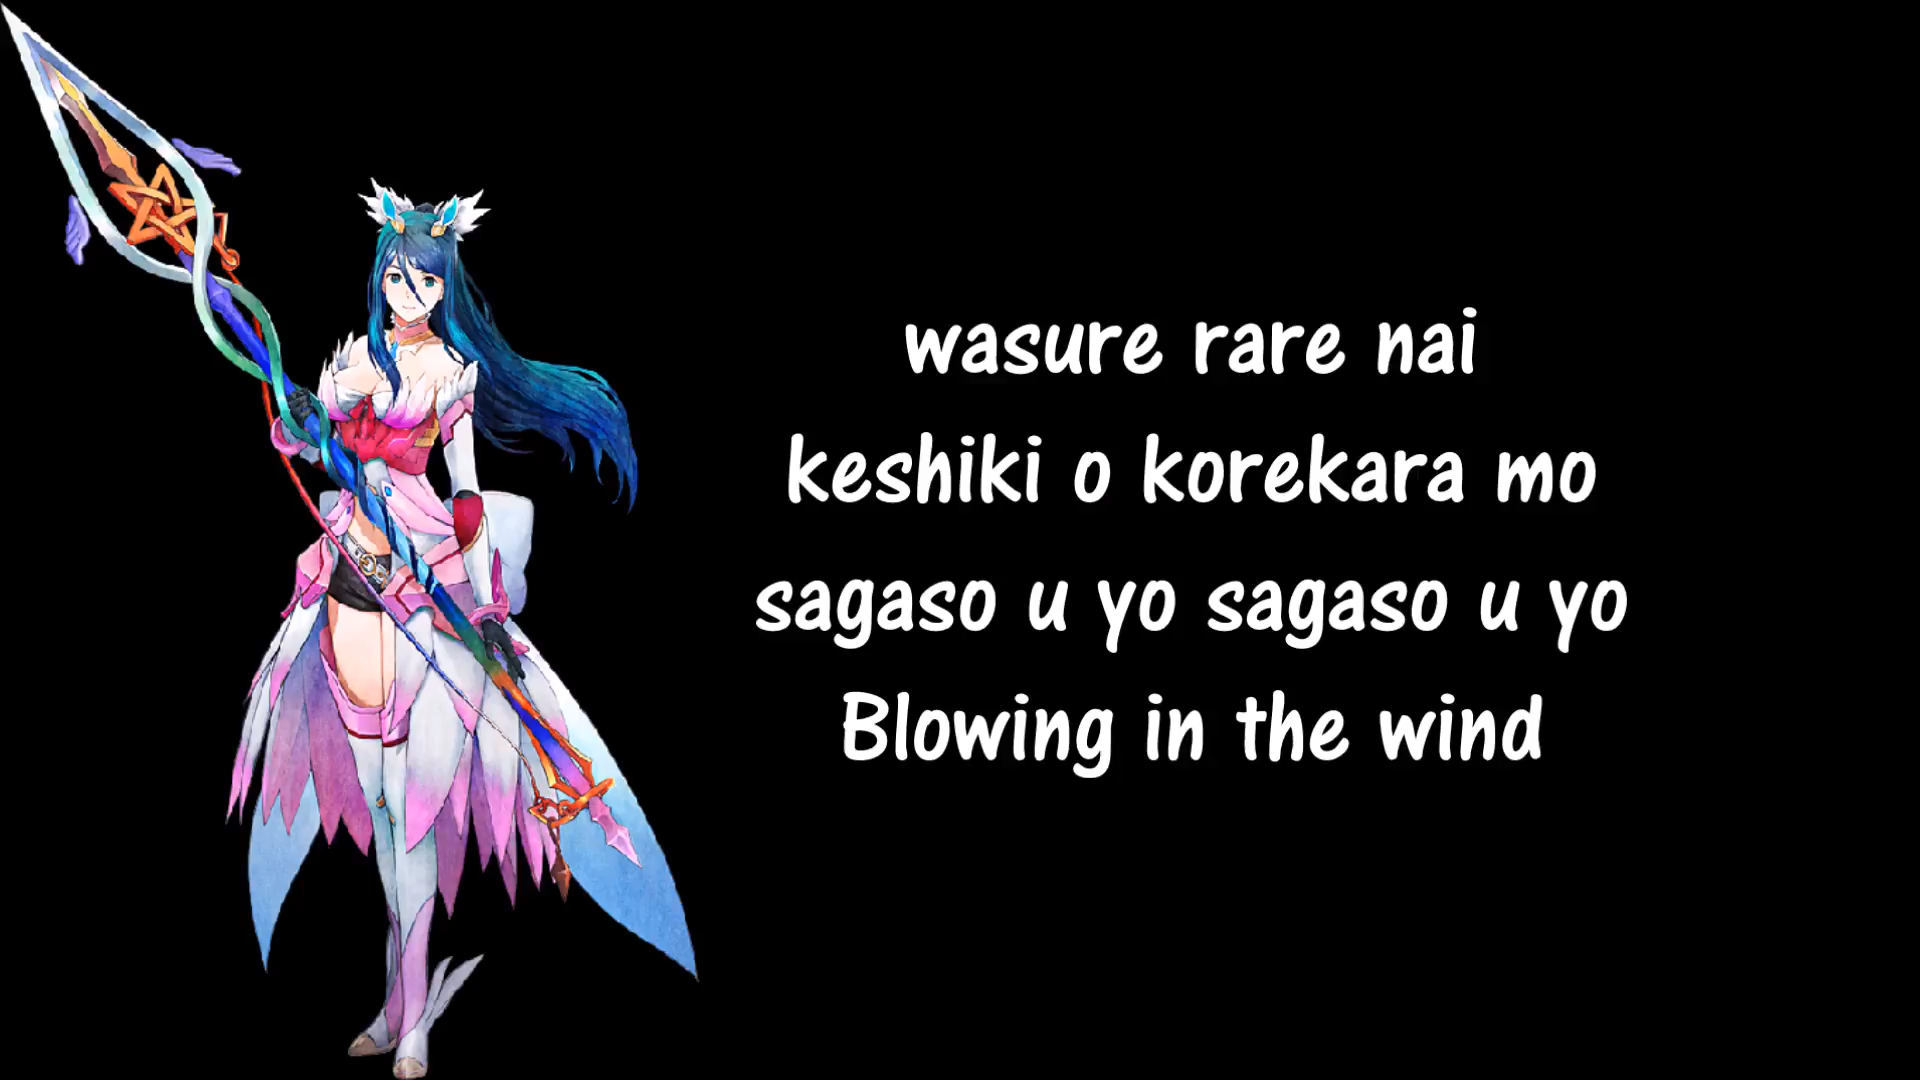 wasure rare nai
keshiki o korekara mo
sagaso u yo sagaso u yo
Blowing in the wind